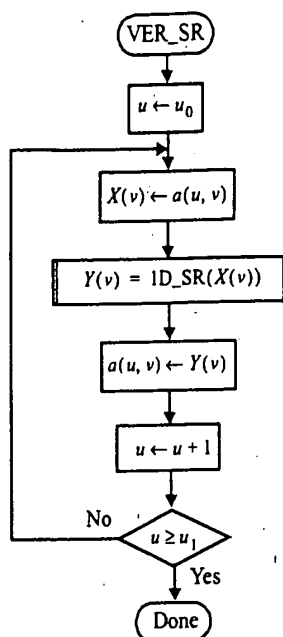 VER_SR
u ← u₀
X(v) ← a(u, v)
Y(v) = 1D_SR(X(v))
a(u, v) ← Y(v)
u ← u + 1
No
u ≥ u₁
Yes
Done